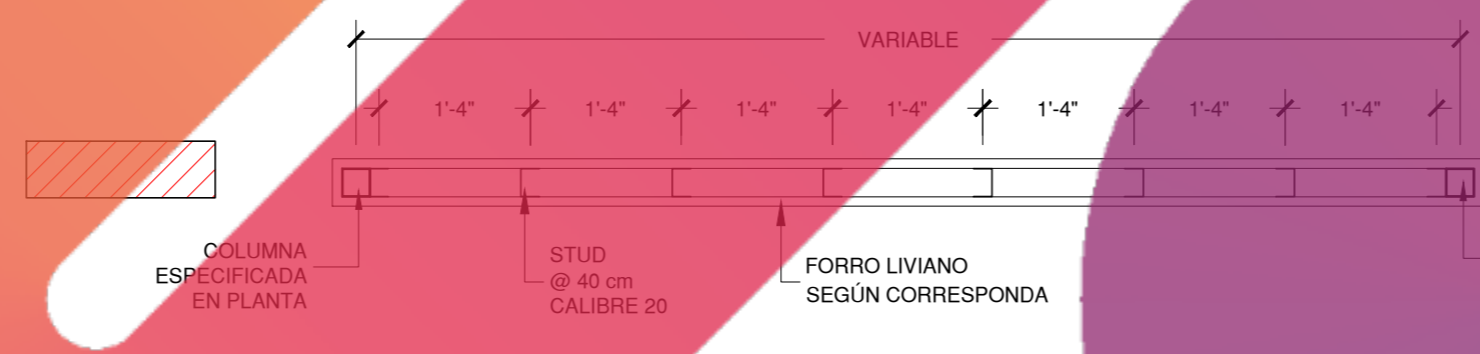 VARIABLE
1'-4" 1'-4" 1'-4" 1'-4" 1'-4" 1'-4" 1'-4"
COLUMNA
ESPECIFICADA
EN PLANTA
STUD
@ 40 cm
CALIBRE 20
FORRO LIVIANO
SEGÚN CORRESPONDA